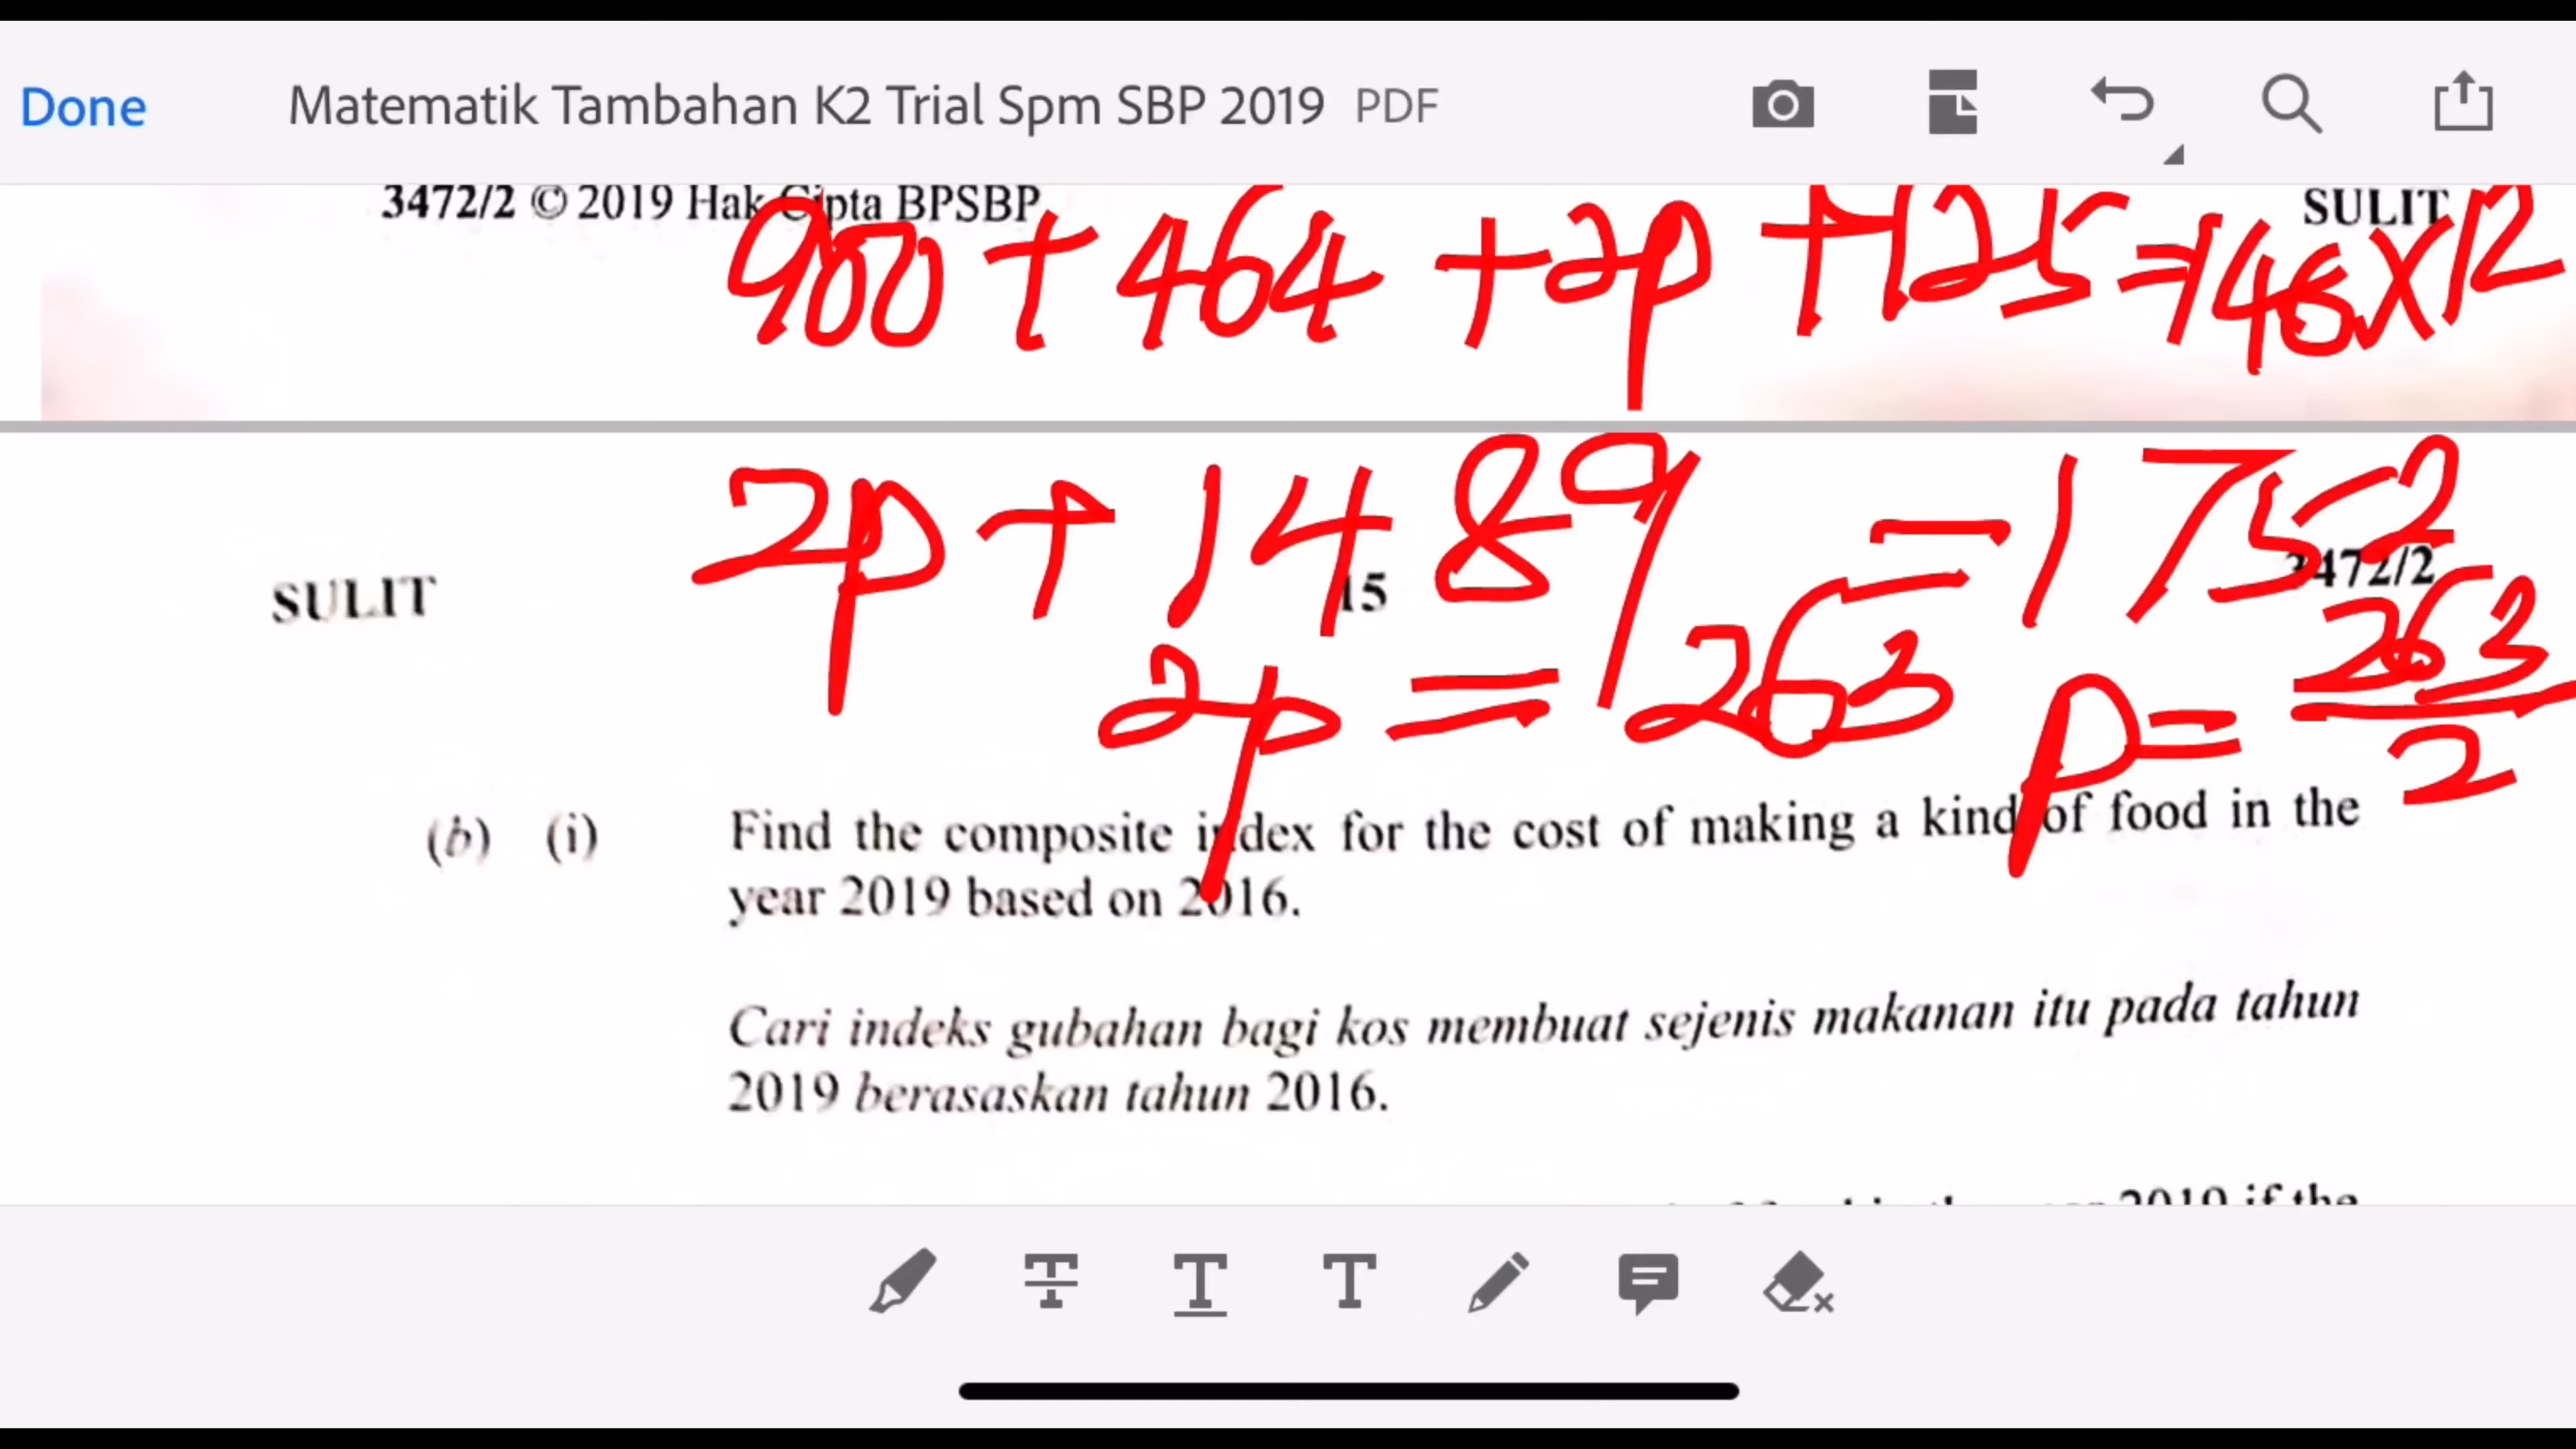 Done Matematik Tambahan K2 Trial Spm SBP 2019 PDF
3472/2 © 2019 Hak Cipta BPSBP SULIT
900 + 464 + 2p + 125 = 146 x 12
2p + 1489 = 1752
SULIT 15 3472/2
2p = 263 p = 263/2
(b) (i) Find the composite index for the cost of making a kind of food in the
year 2019 based on 2016.
Cari indeks gubahan bagi kos membuat sejenis makanan itu pada tahun
2019 berasaskan tahun 2016.
2019 if the